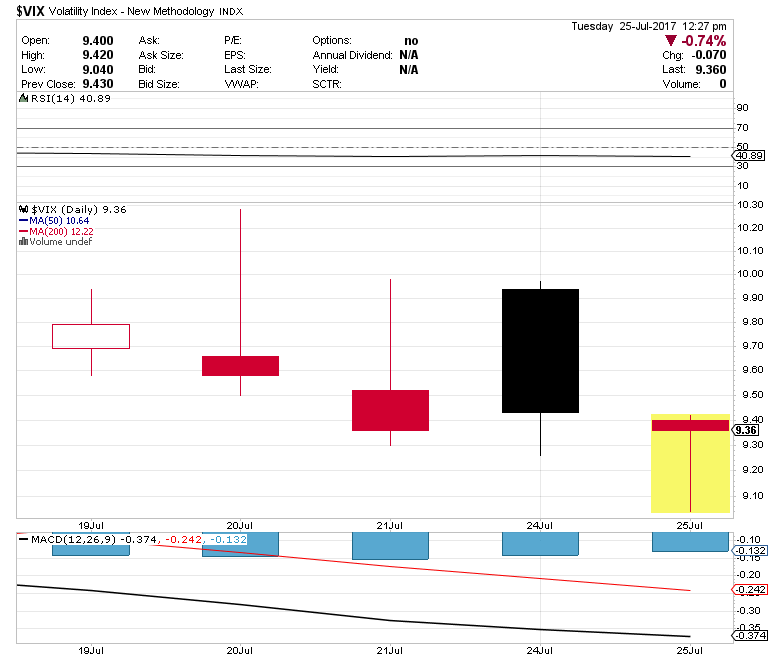 $VIX Volatility Index - New Methodology INDX
Tuesday 25-Jul-2017 12:27 pm
Open: 9.400 Ask: P/E: Options: no ▼ -0.74%
High: 9.420 Ask Size: EPS: Annual Dividend: N/A Chg: -0.070
Low: 9.040 Bid: Last Size: Yield: N/A Last: 9.360
Prev Close: 9.430 Bid Size: VWAP: SCTR: Volume: 0
RSI(14) 40.89
90
70
50
40.89
30
10
$VIX (Daily) 9.36
MA(50) 10.64
MA(200) 12.22
Volume undef
10.30
10.20
10.10
10.00
9.90
9.80
9.70
9.60
9.50
9.40
9.36
9.30
9.20
9.10
19Jul 20Jul 21Jul 24Jul 25Jul
MACD(12,26,9) -0.374, -0.242, -0.132
-0.10
-0.132
-0.15
-0.20
-0.242
-0.30
-0.35
-0.374
19Jul 20Jul 21Jul 24Jul 25Jul